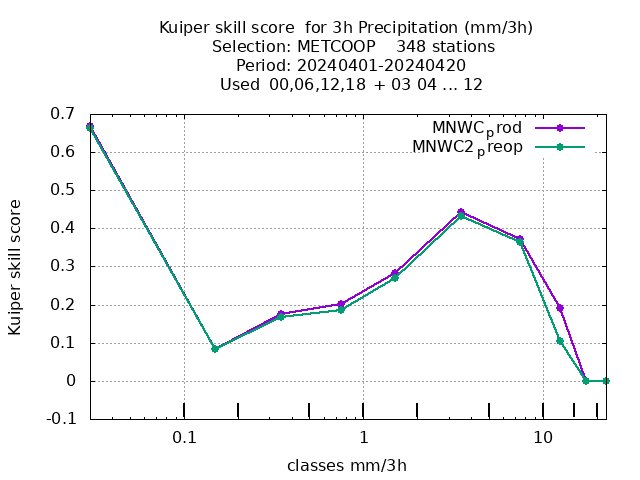 Kuiper skill score  for 3h Precipitation (mm/3h)
Selection: METCOOP    348 stations
Period: 20240401-20240420
Used  00,06,12,18  + 03 04 ... 12
MNWCprod
MNWC2preop
0.7
0.6
0.5
0.4
0.3
0.2
0.1
0
-0.1
Kuiper skill score
0.1 1 10
classes mm/3h